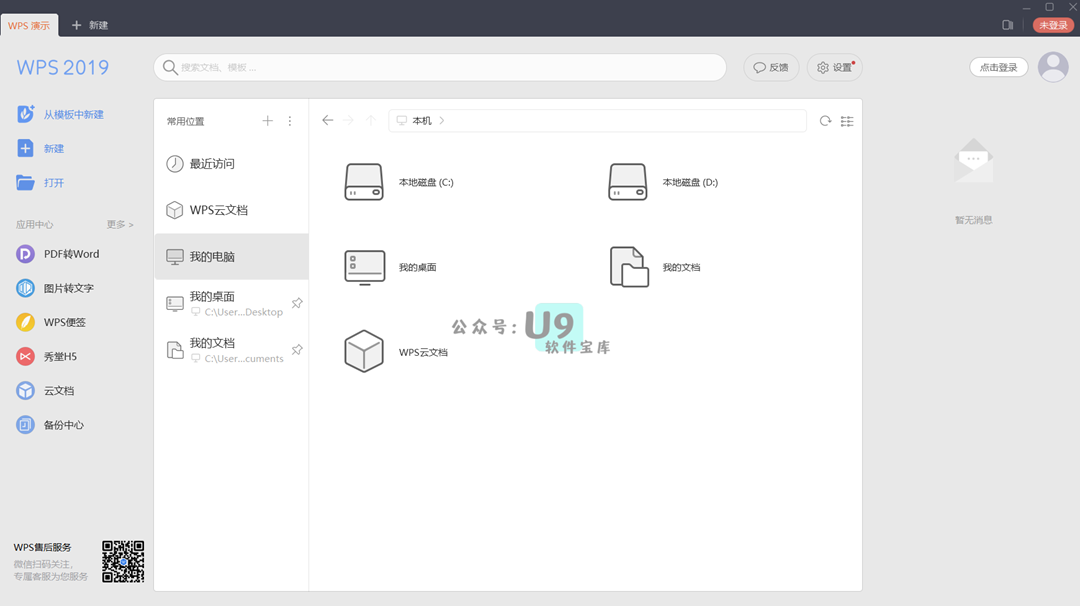 WPS 演示
新建
未登录
WPS 2019
搜索文档、模板 ...
反馈
设置
点击登录
从模板中新建
新建
打开
应用中心
更多 >
PDF转Word
图片转文字
WPS便签
秀堂H5
云文档
备份中心
WPS售后服务
微信扫码关注，
专属客服为您服务
常用位置
最近访问
WPS云文档
我的电脑
我的桌面
C:\User...Desktop
我的文档
C:\User...cuments
本机
本地磁盘 (C:)
本地磁盘 (D:)
我的桌面
我的文档
WPS云文档
公众号：U9
软件宝库
暂无消息